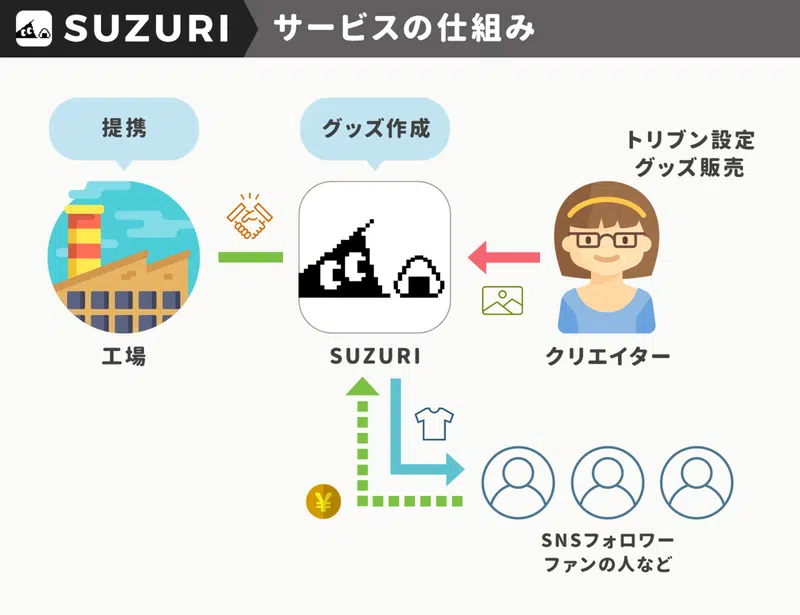 SUZURI サービスの仕組み
提携
グッズ作成
トリブン設定
グッズ販売
工場
SUZURI
クリエイター
¥
SNSフォロワー
ファンの人など